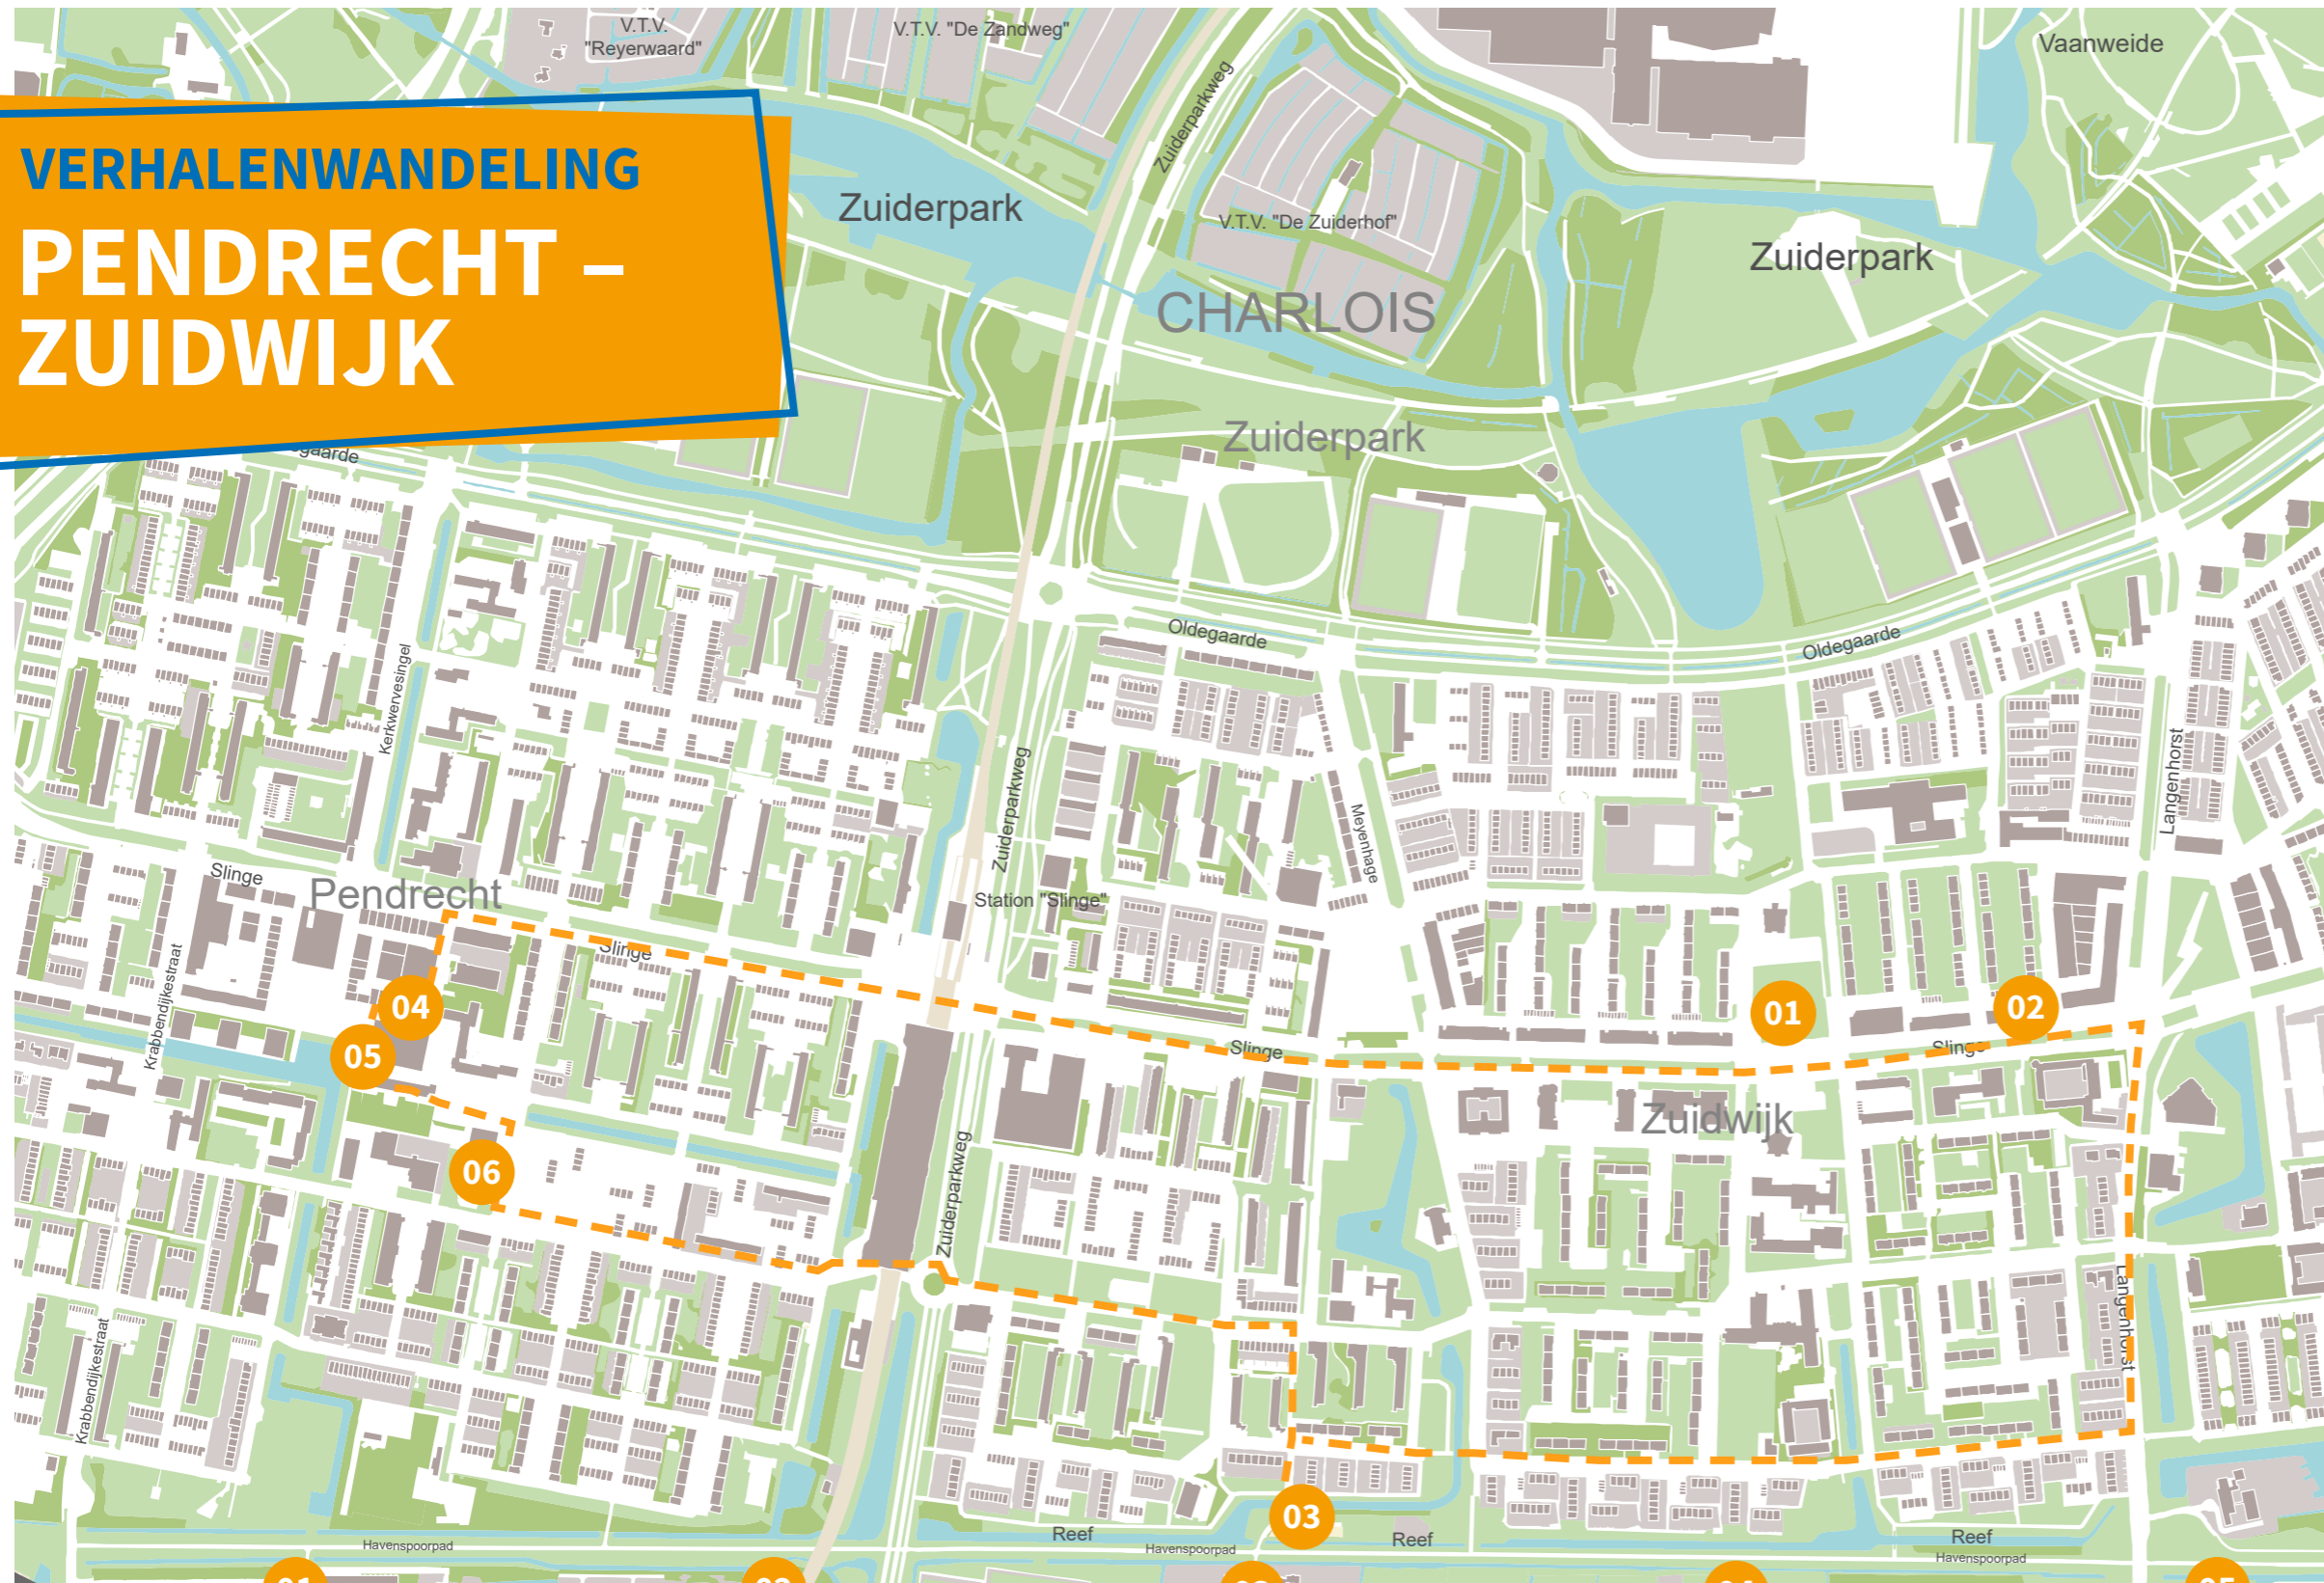 V.T.V.
"Reyerwaard"
V.T.V. "De Zandweg"
Vaanweide
Zuiderparkweg
VERHALENWANDELING
PENDRECHT –
ZUIDWIJK
Zuiderpark
V.T.V. "De Zuiderhof"
Zuiderpark
CHARLOIS
Zuiderpark
Oldegaarde
Oldegaarde
Kerkwervesingel
Zuiderparkweg
Meyenhage
Langenhorst
Slinge
Pendrecht
Station "Slinge"
Slinge
Krabbendijkestraat
04
05
01
02
Slinge
Slinge
Zuidwijk
06
Zuiderparkweg
Langenhorst
Krabbendijkestraat
03
Reef
Reef
Reef
Havenspoorpad
Havenspoorpad
Havenspoorpad